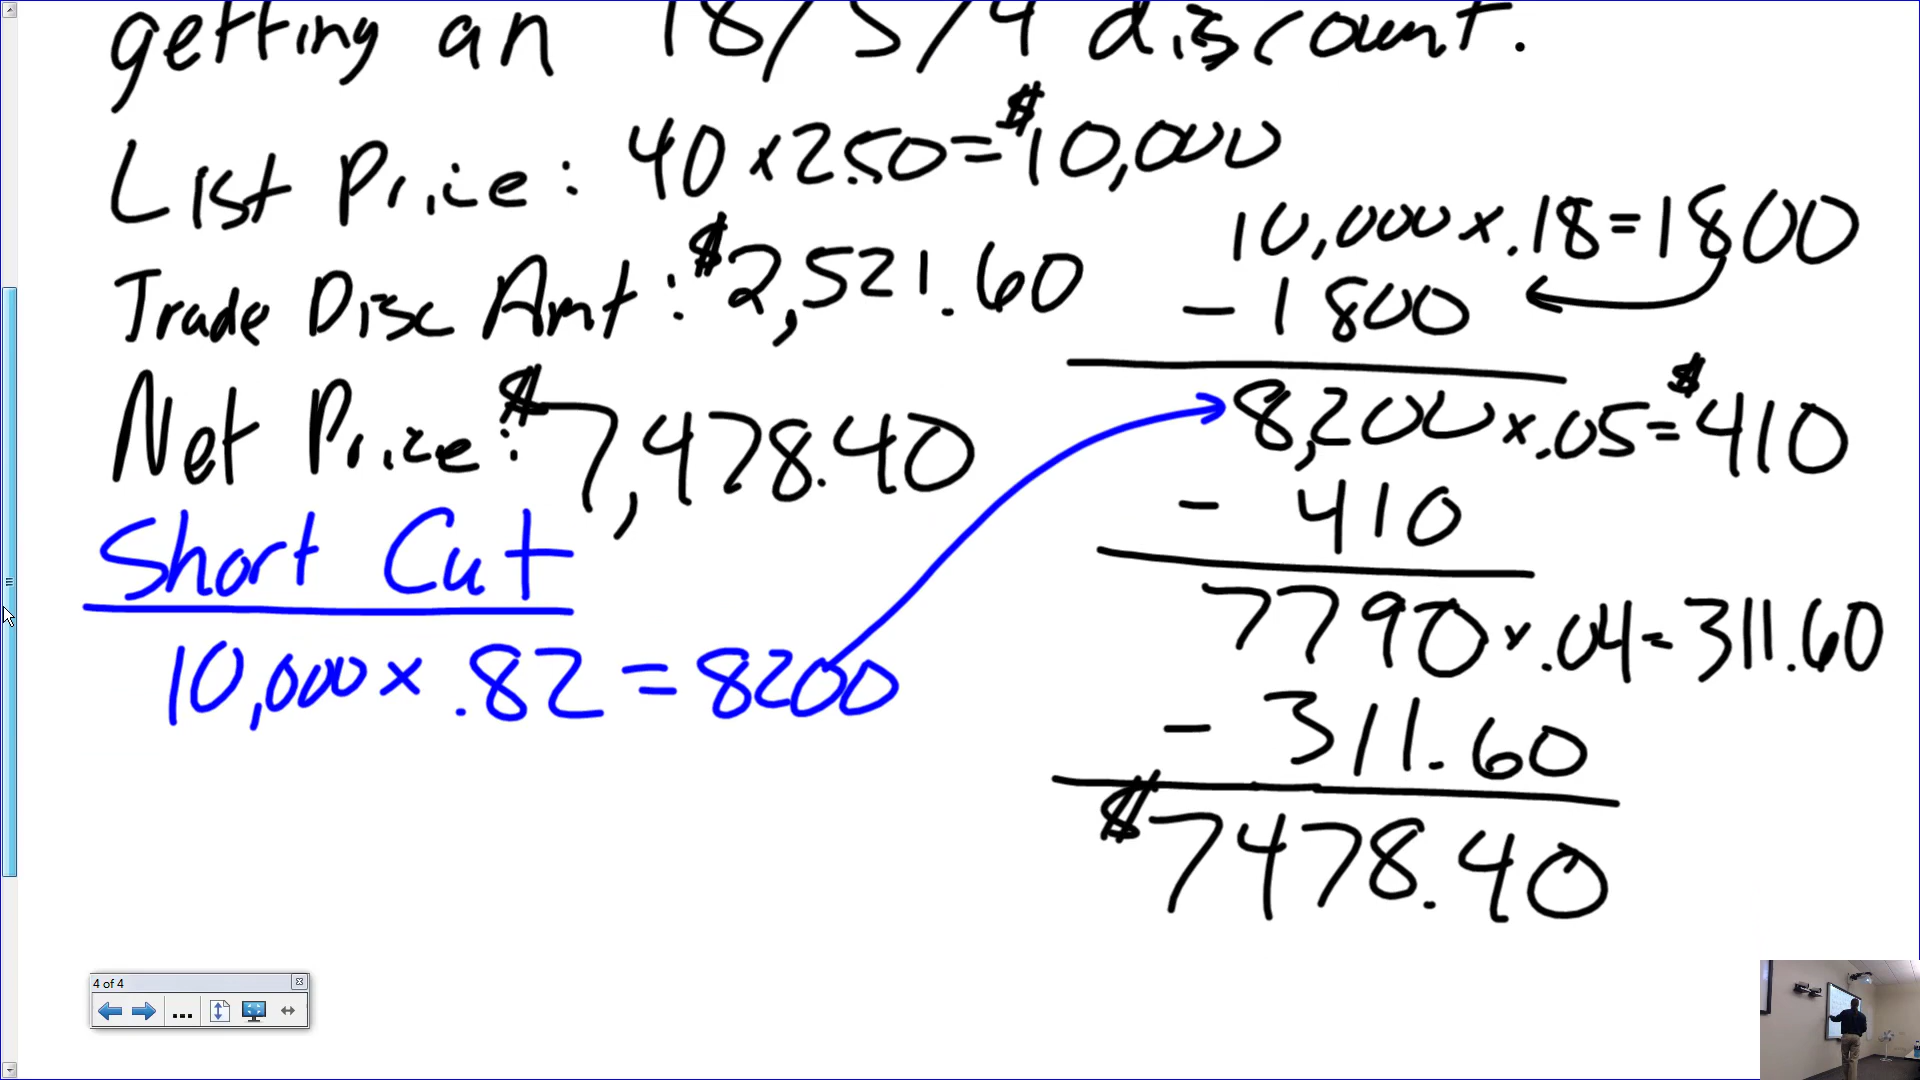 getting an 18/5/4 discount.
List Price: 40 x 250 = $10,000
Trade Disc Amt: $2,521.60
Net Price: $7,478.40
Short Cut
10,000 x .82 = 8200
10,000 x .18 = 1800
- 1800
8,200 x .05 = $410
- 410
7790 x .04 = 311.60
- 311.60
$7478.40
4 of 4
...